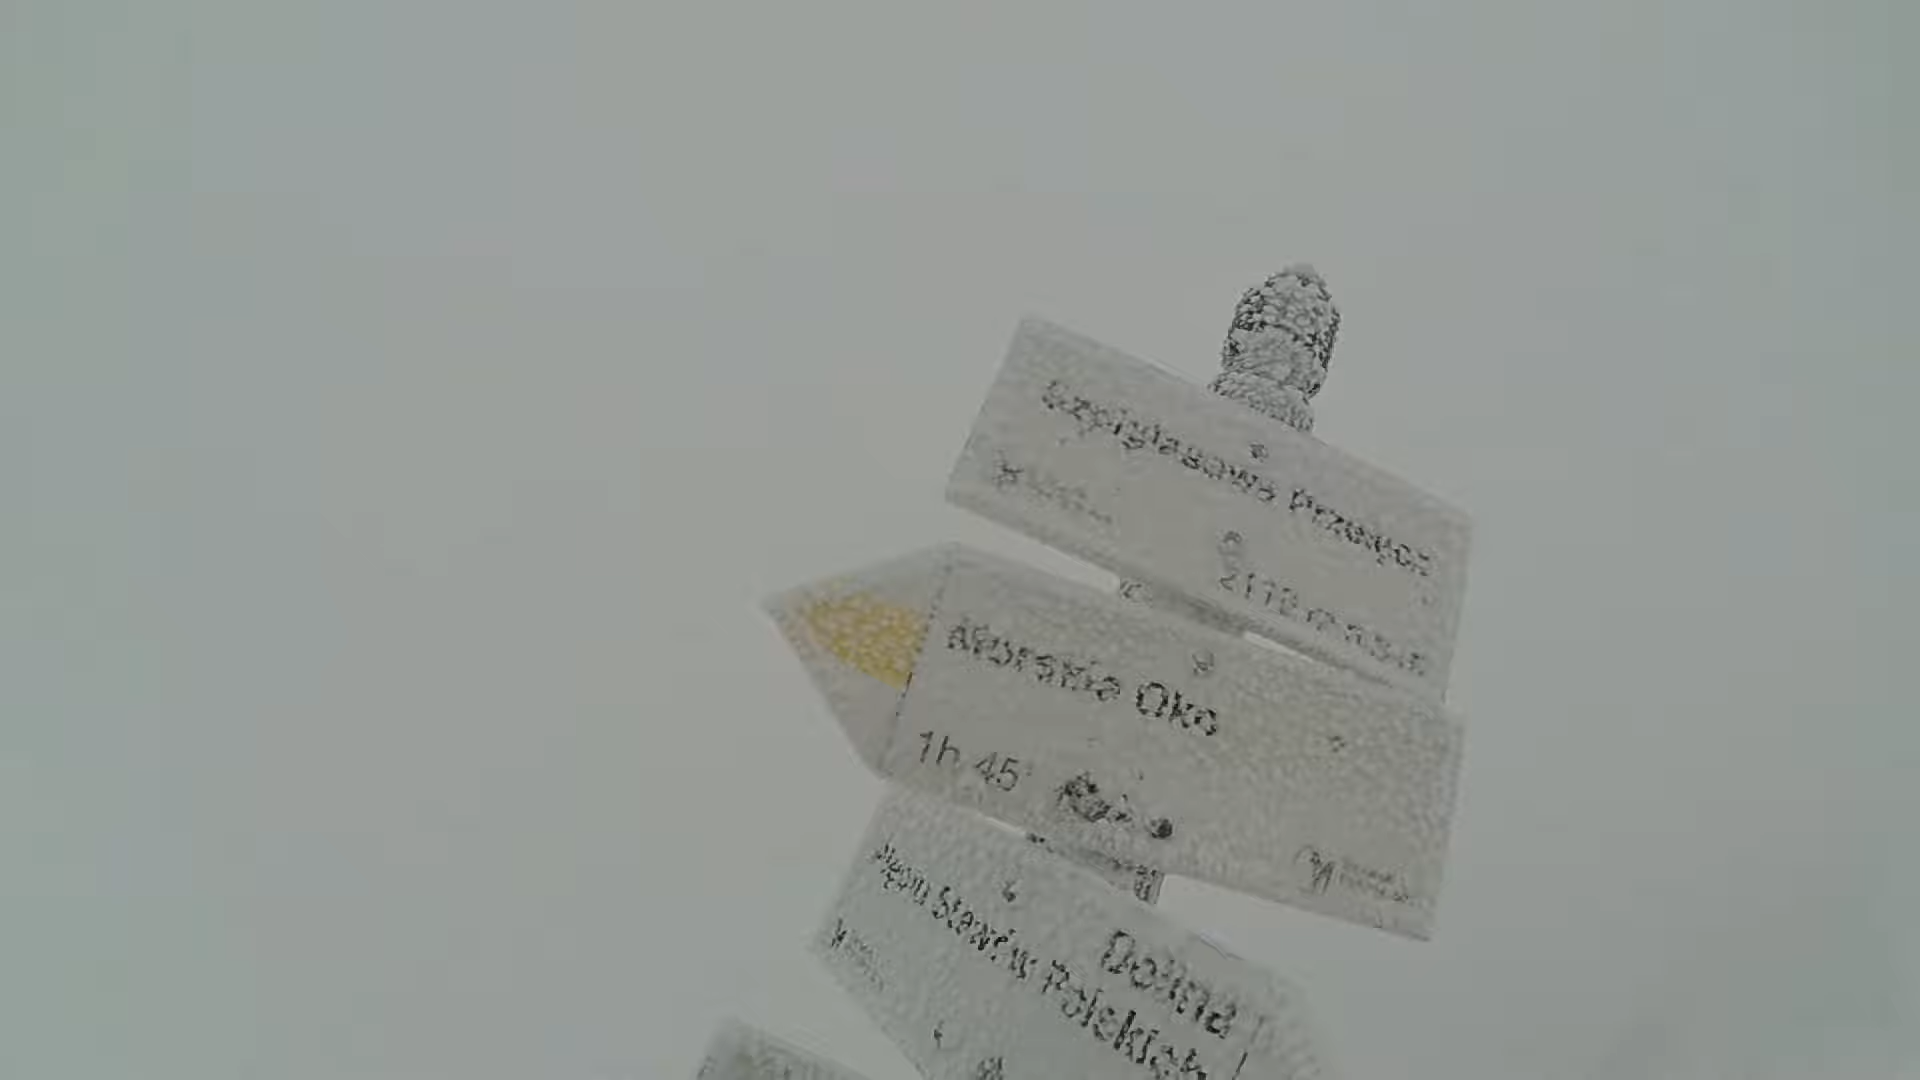 Szpiglasowa Przełęcz
2110 m n.p.m.
Morskie Oko
1h 45'
Dolina
Pięciu Stawów Polskich